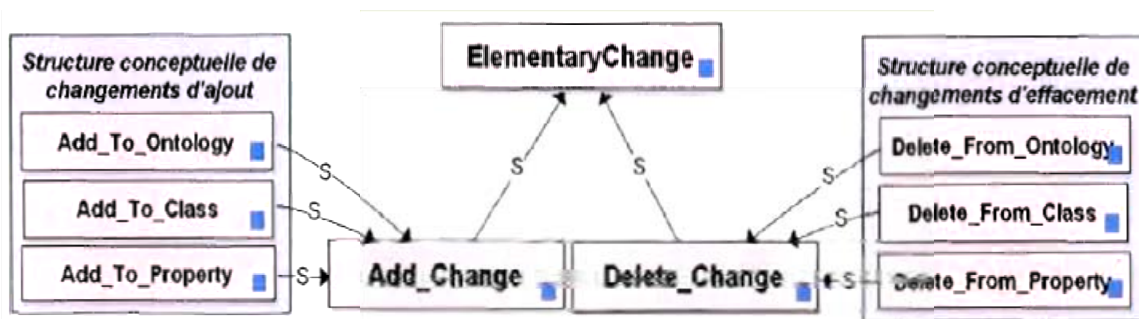 ElementaryChange
Structure conceptuelle de
changements d'ajout
Add_To_Ontology
Add_To_Class
Add_To_Property
Structure conceptuelle de
changements d'effacement
Delete_From_Ontology
Delete_From_Class
Delete_From_Property
S
S
S
S
S
S
S
S
Add_Change
Delete_Change